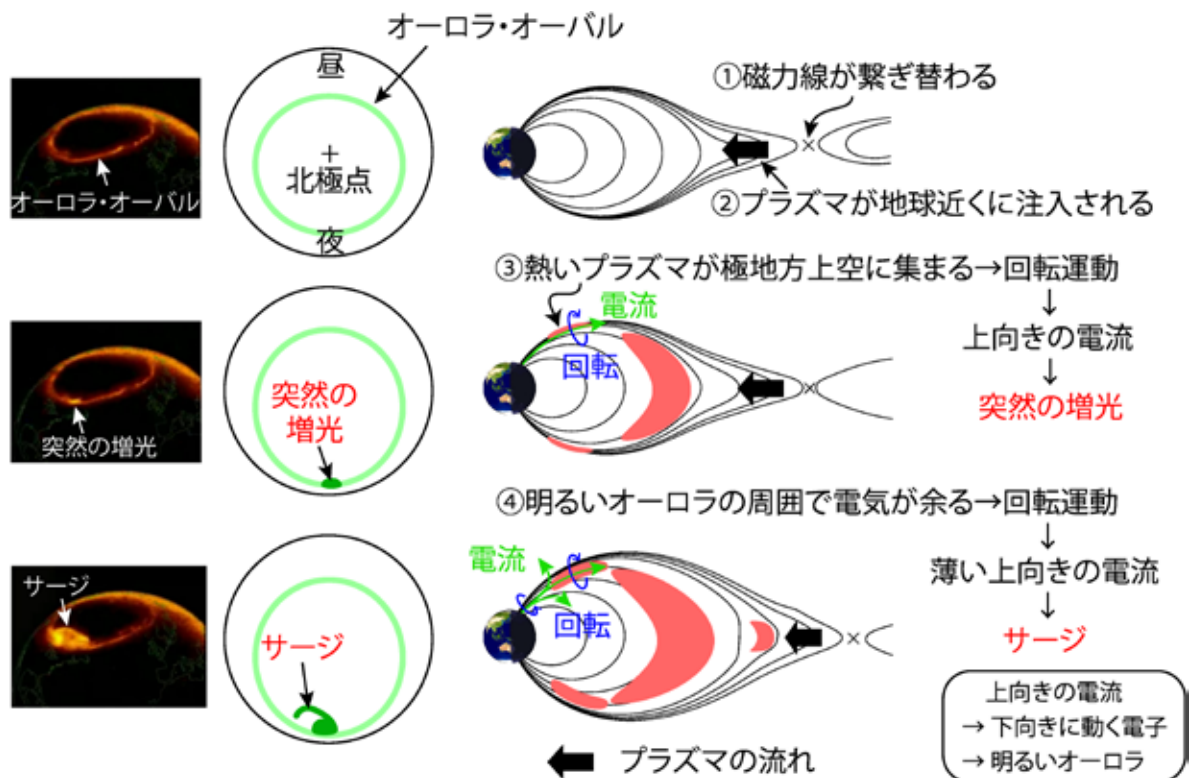 オーロラ・オーバル
昼
+
北極点
夜
オーロラ・オーバル
①磁力線が繋ぎ替わる
②プラズマが地球近くに注入される
③熱いプラズマが極地方上空に集まる→回転運動
↓
上向きの電流
↓
突然の増光
電流
回転
突然の
増光
突然の増光
④明るいオーロラの周囲で電気が余る→回転運動
↓
薄い上向きの電流
↓
サージ
電流
回転
サージ
サージ
上向きの電流
→ 下向きに動く電子
→ 明るいオーロラ
プラズマの流れ